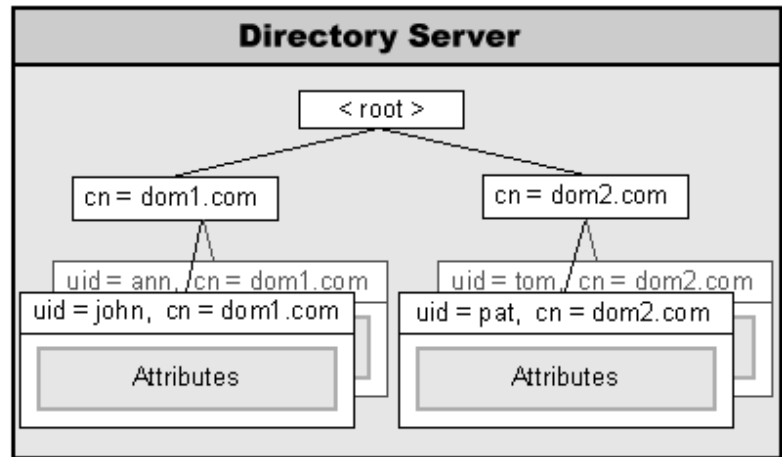 Directory Server
< root >
cn = dom1.com
cn = dom2.com
uid = ann, cn = dom1.com
uid = tom, cn = dom2.com
uid = john, cn = dom1.com
uid = pat, cn = dom2.com
Attributes
Attributes